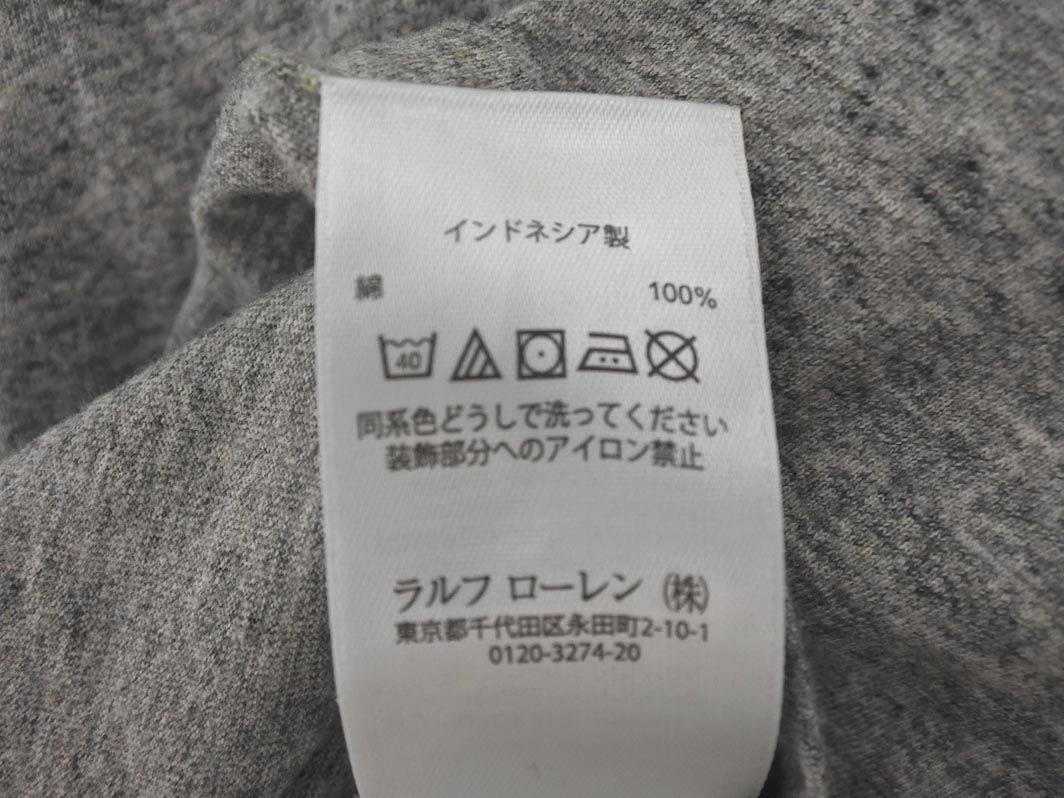 インドネシア製
綿 100%
40
同系色どうしで洗ってください
装飾部分へのアイロン禁止
ラルフ ローレン ㈱
東京都千代田区永田町2-10-1
0120-3274-20